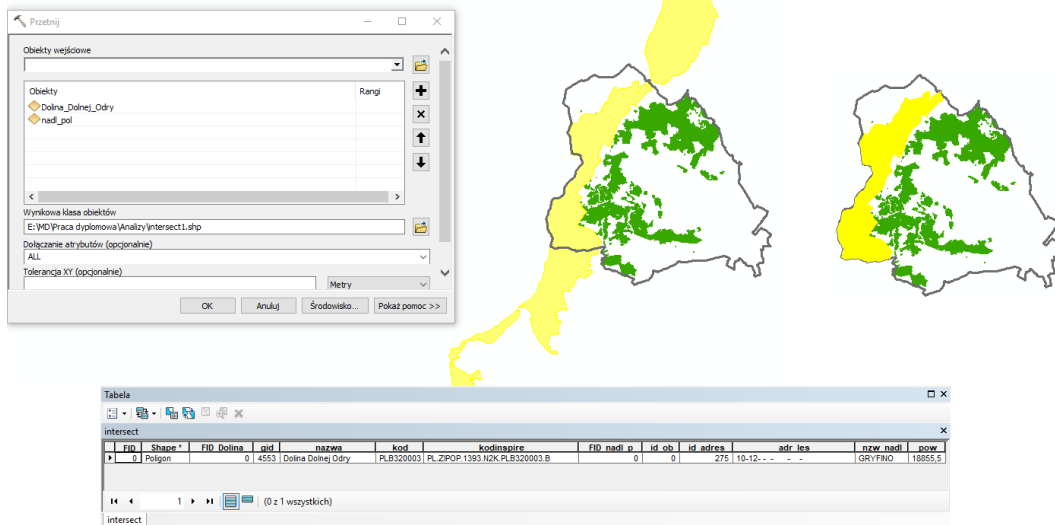 Przetnij
Obiekty wejściowe
Obiekty Rangi
Dolina_Dolnej_Odry
nadl_pol
Wynikowa klasa obiektów
E:\MD\Praca dyplomowa\Analizy\intersect1.shp
Dołączanie atrybutów (opcjonalnie)
ALL
Tolerancja XY (opcjonalnie)
Metry
OK Anuluj Środowisko... Pokaż pomoc >>
Tabela
intersect
FID Shape * FID_Dolina gid nazwa kod kodinspire FID_nadl_p id_ob id_adres adr_les nzw_nadl pow
0 Poligon 0 4553 Dolina Dolnej Odry PLB320003 PL.ZIPOP.1393.N2K.PLB320003.B 0 0 275 10-12- - - - - GRYFINO 18855,5
1 (0 z 1 wszystkich)
intersect